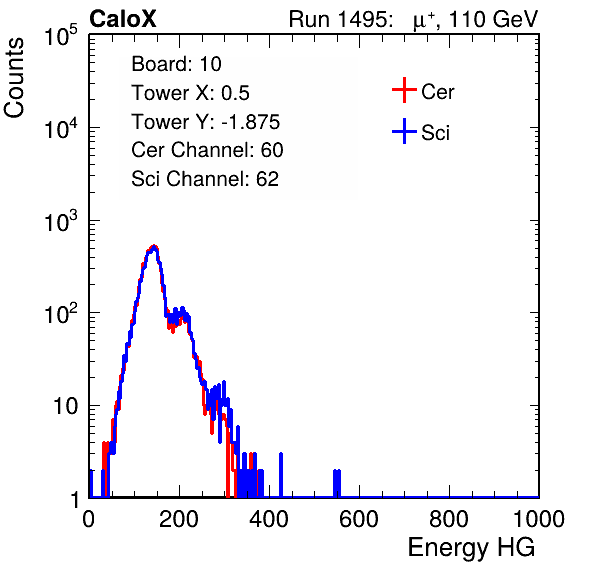 CaloX Run 1495: μ⁺, 110 GeV
Counts
10⁵
10⁴
10³
10²
10
1
Board: 10
Tower X: 0.5
Tower Y: -1.875
Cer Channel: 60
Sci Channel: 62
Cer
Sci
0 200 400 600 800 1000
Energy HG